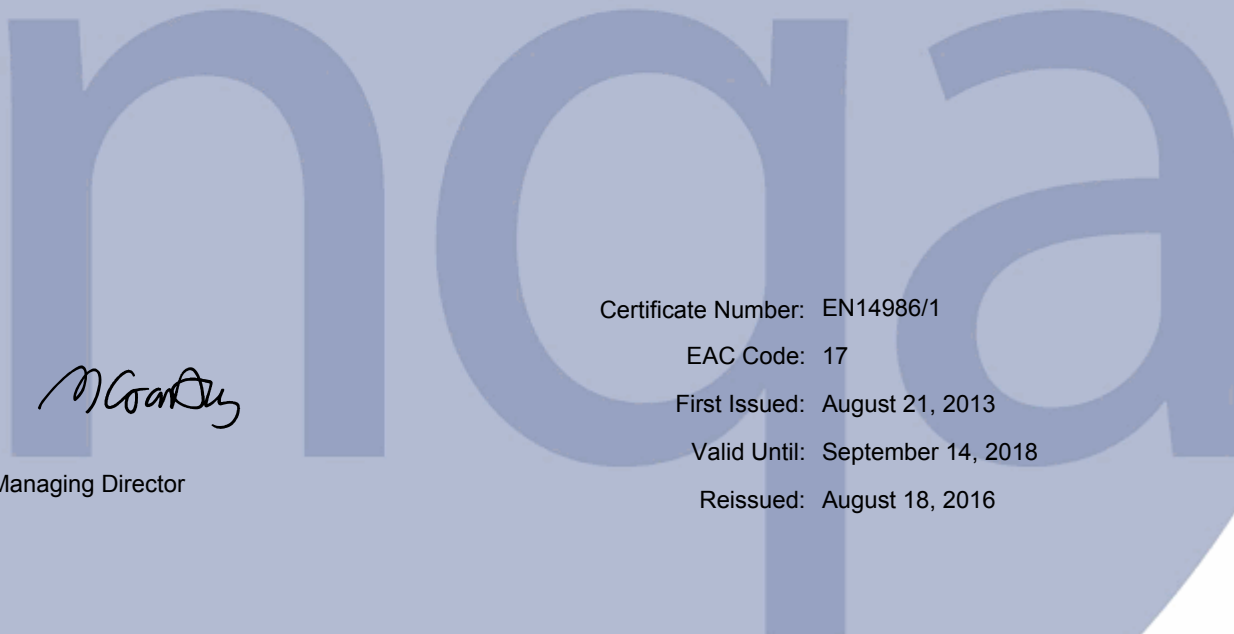 nqa
Certificate Number: EN14986/1
EAC Code: 17
First Issued: August 21, 2013
Valid Until: September 14, 2018
Managing Director
Reissued: August 18, 2016